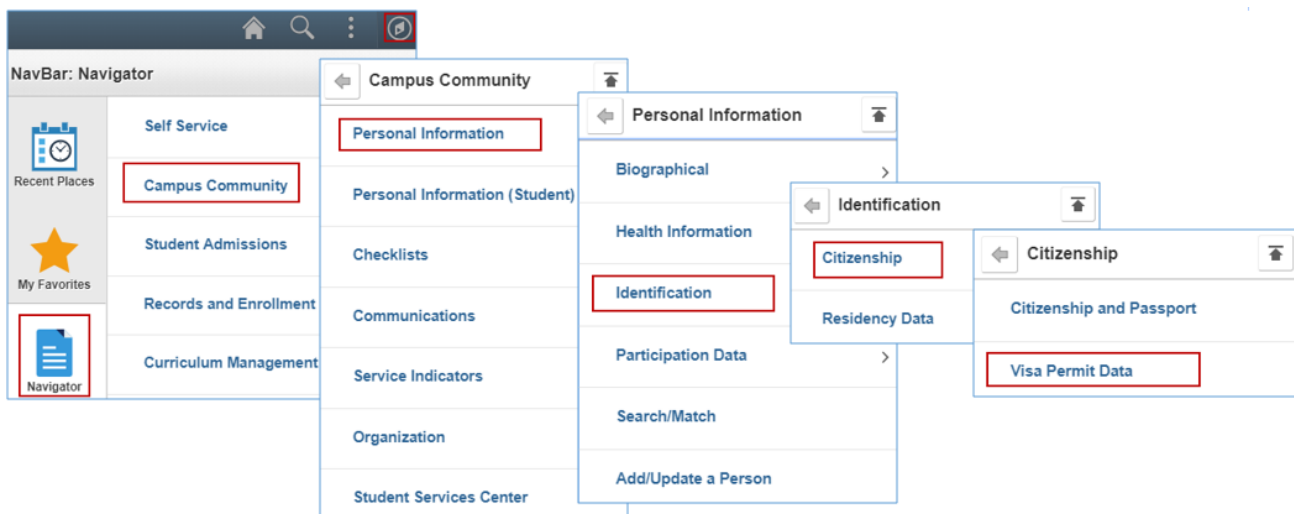 NavBar: Navigator
Recent Places
My Favorites
Navigator
Self Service
Campus Community
Student Admissions
Records and Enrollment
Curriculum Management
Campus Community
Personal Information
Personal Information (Student)
Checklists
Communications
Service Indicators
Organization
Student Services Center
Personal Information
Biographical
Health Information
Identification
Participation Data
Search/Match
Add/Update a Person
Identification
Citizenship
Residency Data
Citizenship
Citizenship and Passport
Visa Permit Data